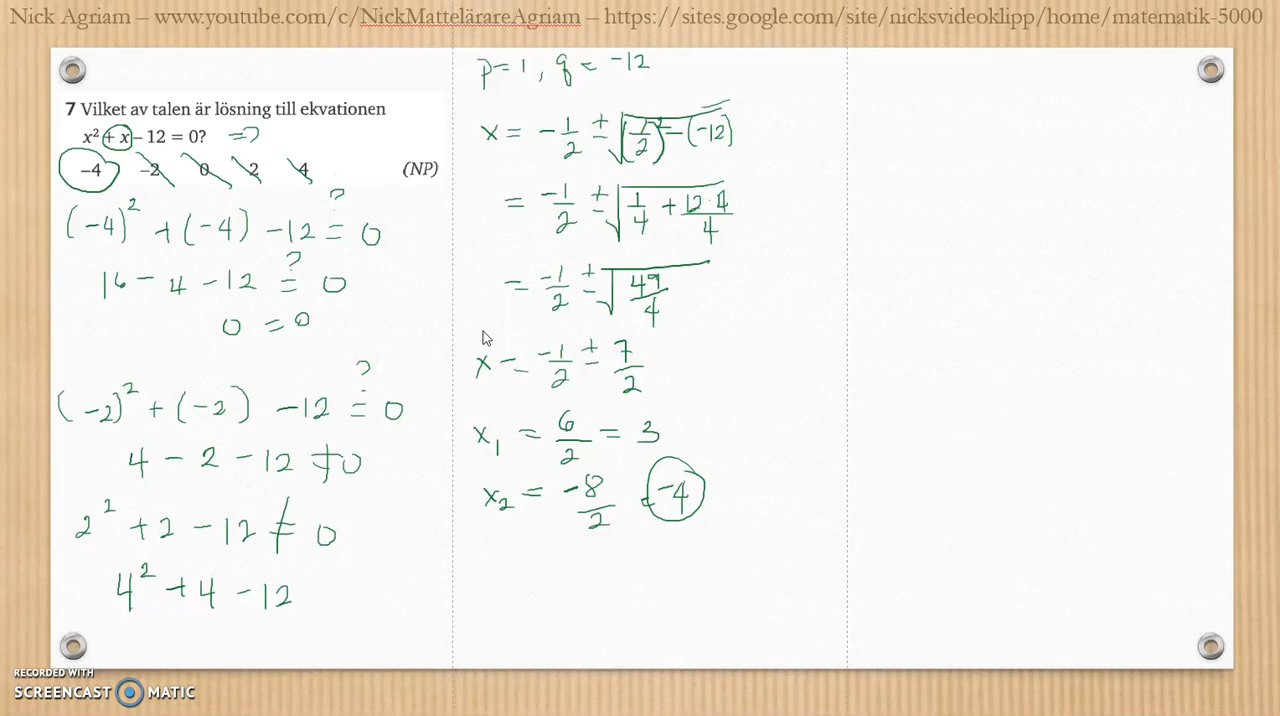 Nick Agriam – www.youtube.com/c/NickMattelärareAgriam – https://sites.google.com/site/nicksvideoklipp/home/matematik-5000
7 Vilket av talen är lösning till ekvationen
x² + x – 12 = 0? =>
–4 –2 0 2 4 (NP)
(-4)² + (-4) -12 ?= 0
16 - 4 - 12 ?= 0
0 = 0
(-2)² + (-2) -12 ?= 0
4 - 2 - 12 ≠ 0
2² + 2 - 12 ≠ 0
4² + 4 - 12
p = 1, q = -12
x = -1/2 ± √((1/2)² - (-12))
= -1/2 ± √(1/4 + 12·4/4)
= -1/2 ± √(49/4)
x = -1/2 ± 7/2
x₁ = 6/2 = 3
x₂ = -8/2 = -4
RECORDED WITH
SCREENCAST MATIC